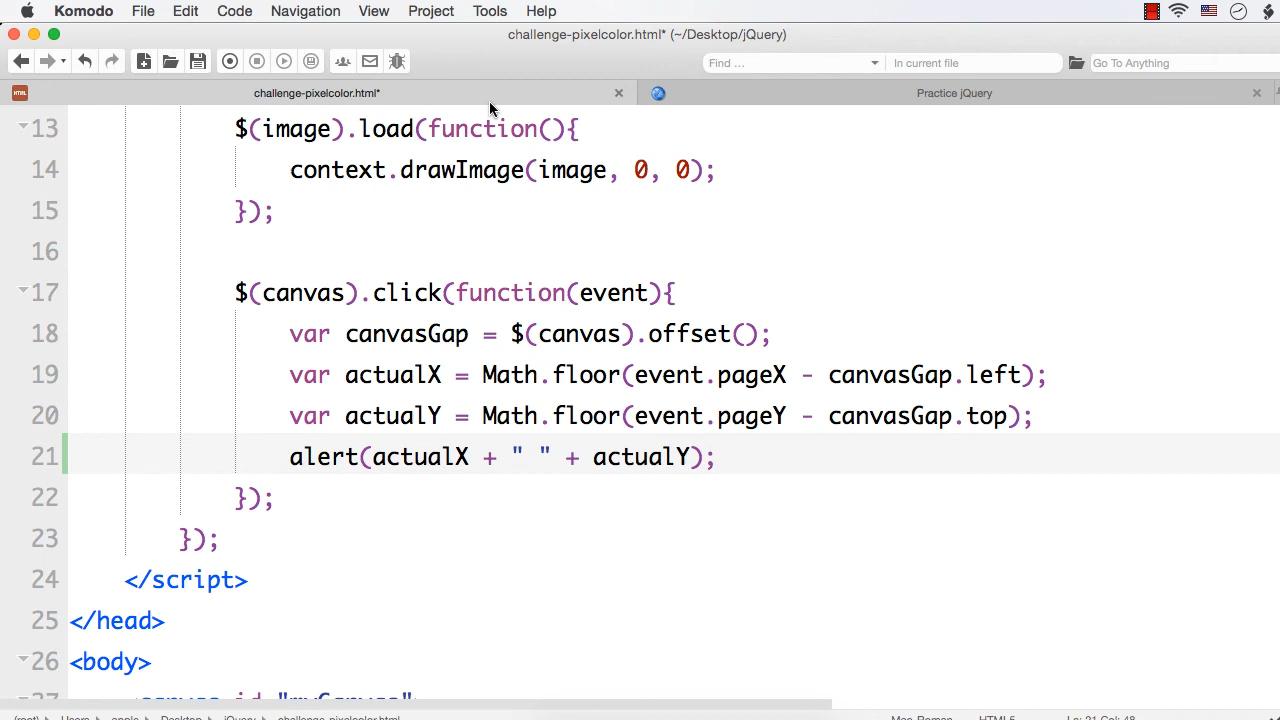 Komodo File Edit Code Navigation View Project Tools Help
challenge-pixelcolor.html* (~/Desktop/jQuery)
Find ... In current file Go To Anything
HTML challenge-pixelcolor.html* Practice jQuery
13 $(image).load(function(){
14 context.drawImage(image, 0, 0);
15 });
16
17 $(canvas).click(function(event){
18 var canvasGap = $(canvas).offset();
19 var actualX = Math.floor(event.pageX - canvasGap.left);
20 var actualY = Math.floor(event.pageY - canvasGap.top);
21 alert(actualX + " " + actualY);
22 });
23 });
24 </script>
25 </head>
26 <body>